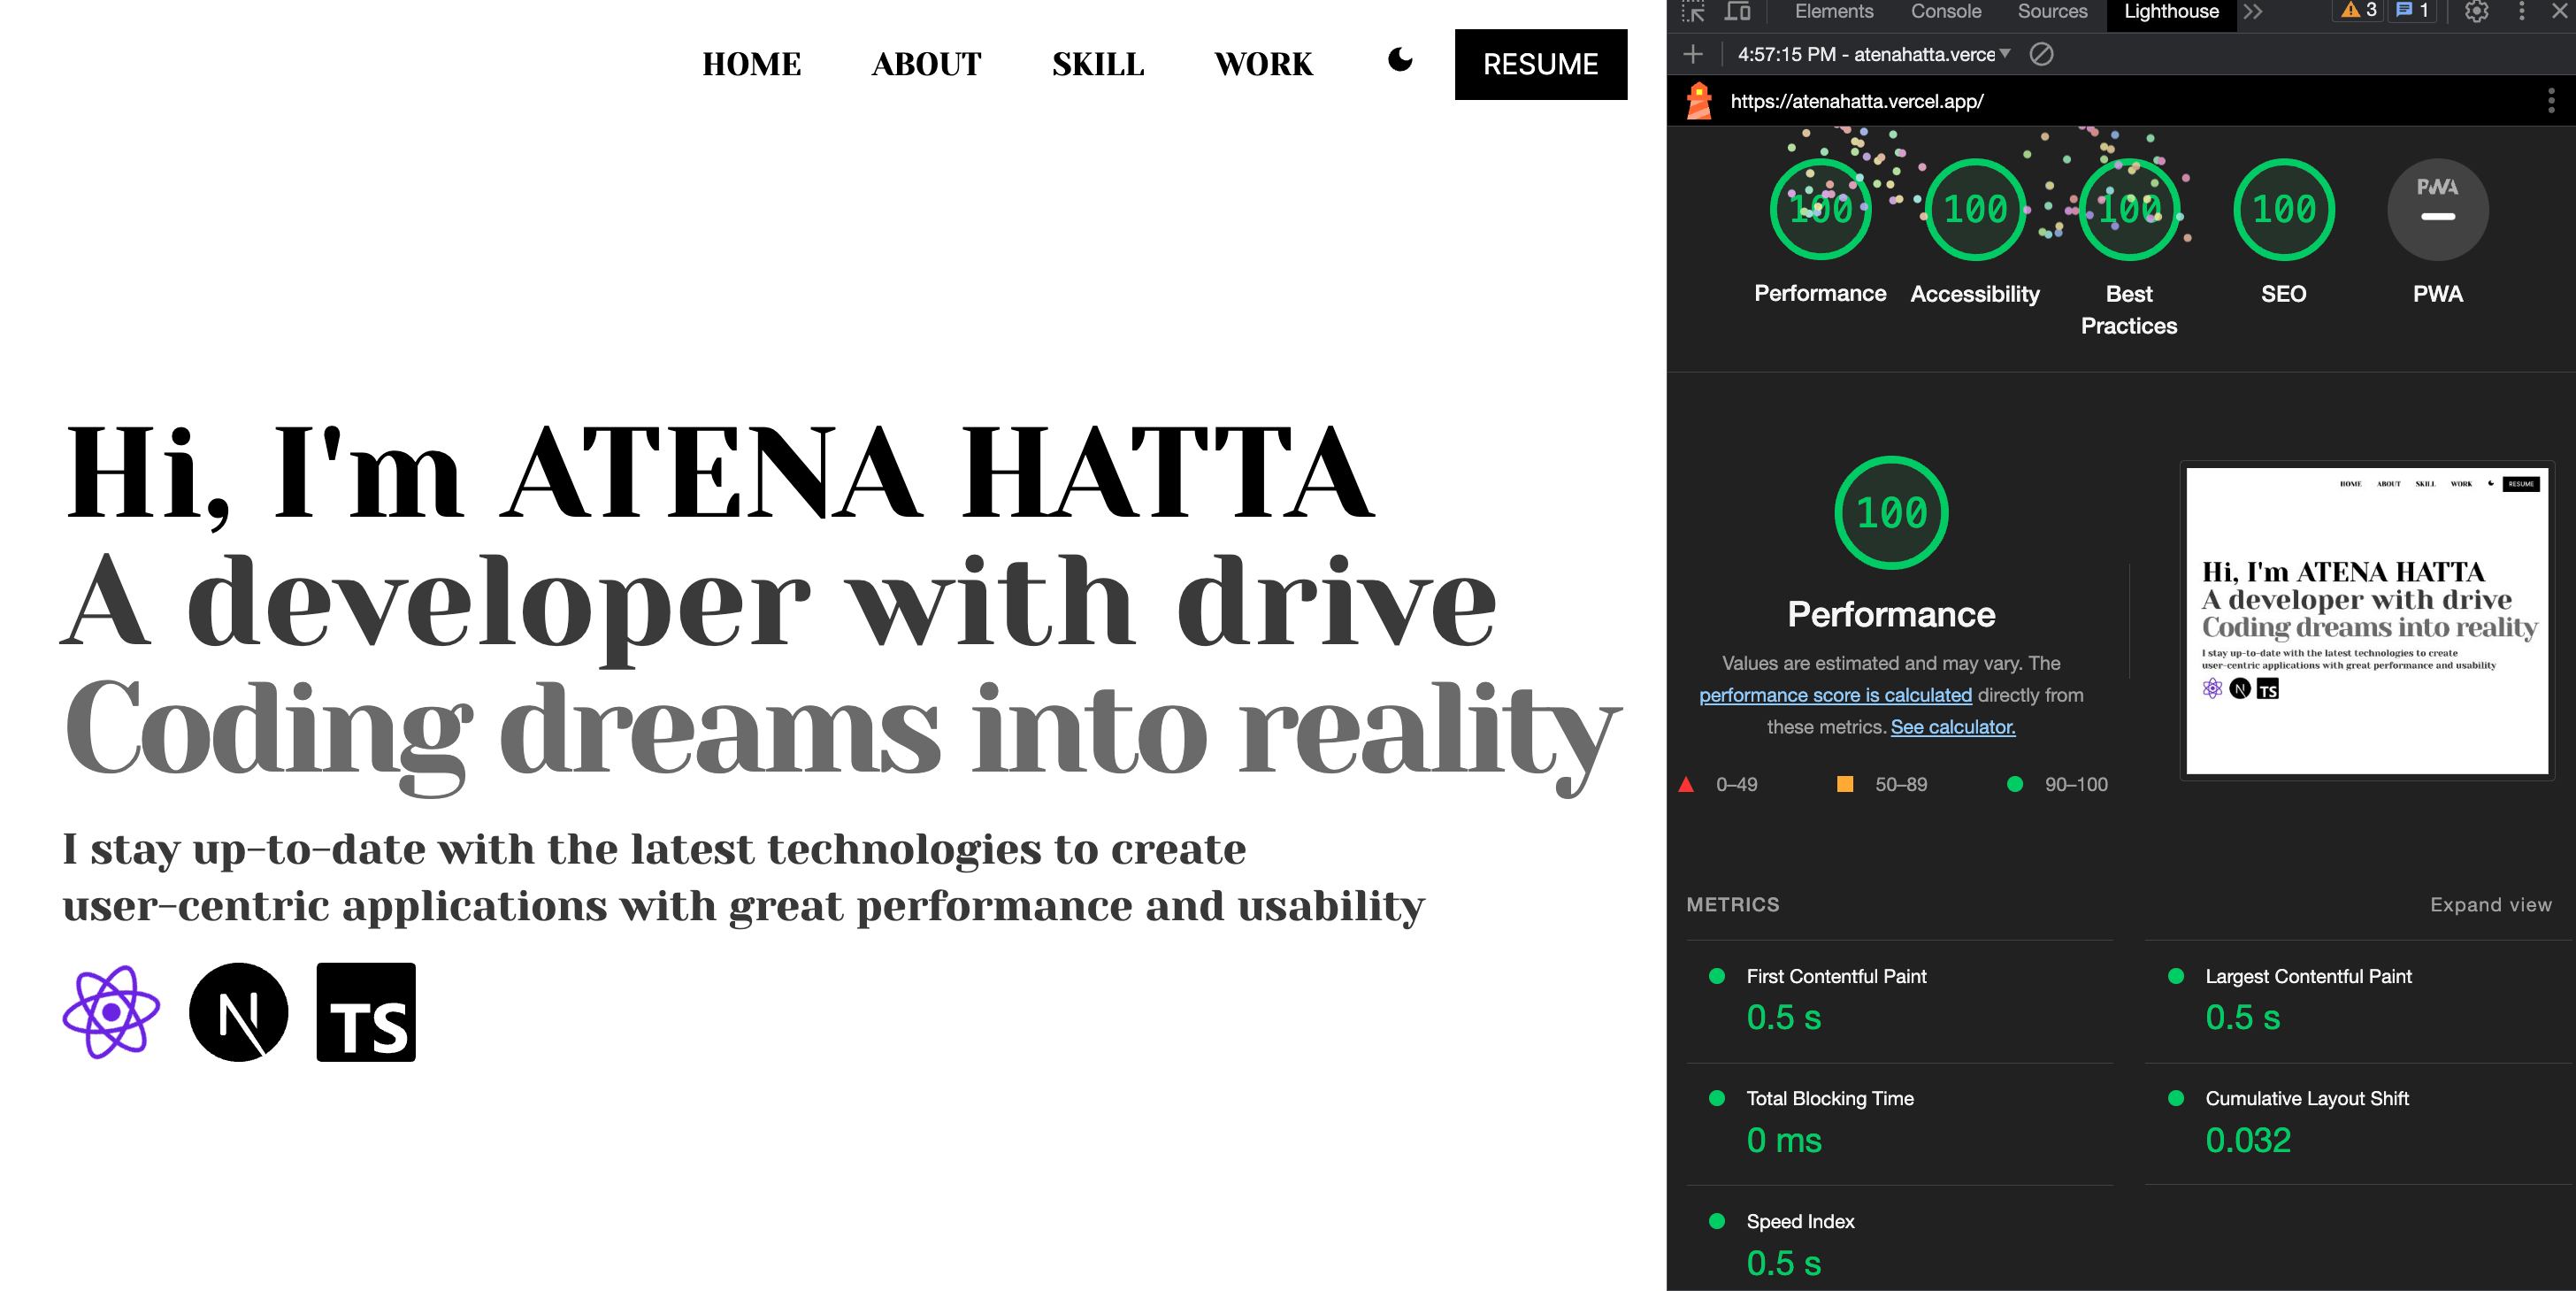 HOME ABOUT SKILL WORK RESUME
Hi, I'm ATENA HATTA
A developer with drive
Coding dreams into reality
I stay up-to-date with the latest technologies to create
user-centric applications with great performance and usability
N TS
Elements Console Sources Lighthouse 3 1
4:57:15 PM - atenahatta.verce
https://atenahatta.vercel.app/
100 100 100 100 PWA
Performance Accessibility Best Practices SEO PWA
100
Performance
Values are estimated and may vary. The
performance score is calculated directly from
these metrics. See calculator.
0–49 50–89 90–100
HOME ABOUT SKILL WORK RESUME
Hi, I'm ATENA HATTA
A developer with drive
Coding dreams into reality
I stay up-to-date with the latest technologies to create
user-centric applications with great performance and usability
N TS
METRICS Expand view
First Contentful Paint
0.5 s
Largest Contentful Paint
0.5 s
Total Blocking Time
0 ms
Cumulative Layout Shift
0.032
Speed Index
0.5 s